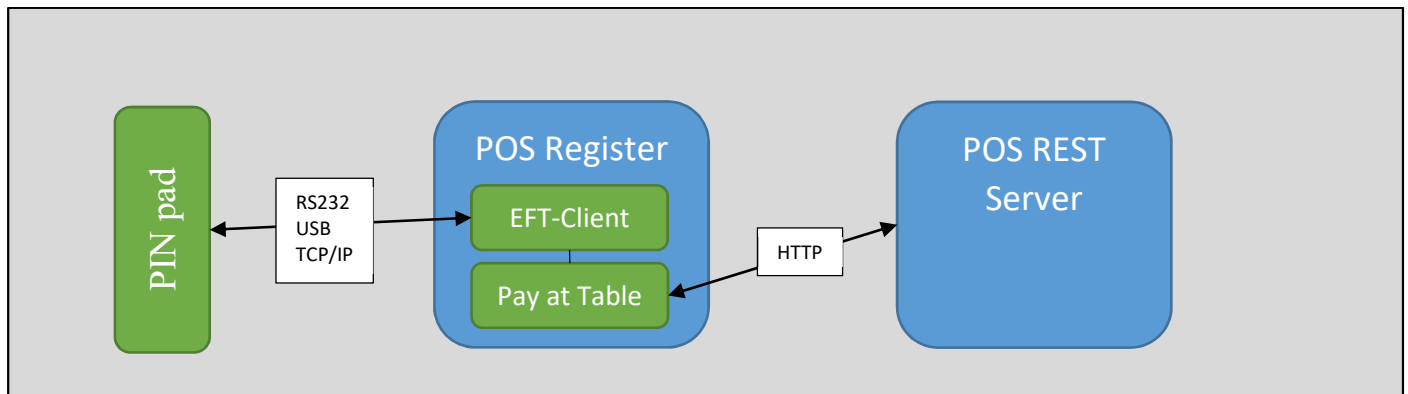 PIN pad
RS232
USB
TCP/IP
POS Register
EFT-Client
Pay at Table
HTTP
POS REST
Server